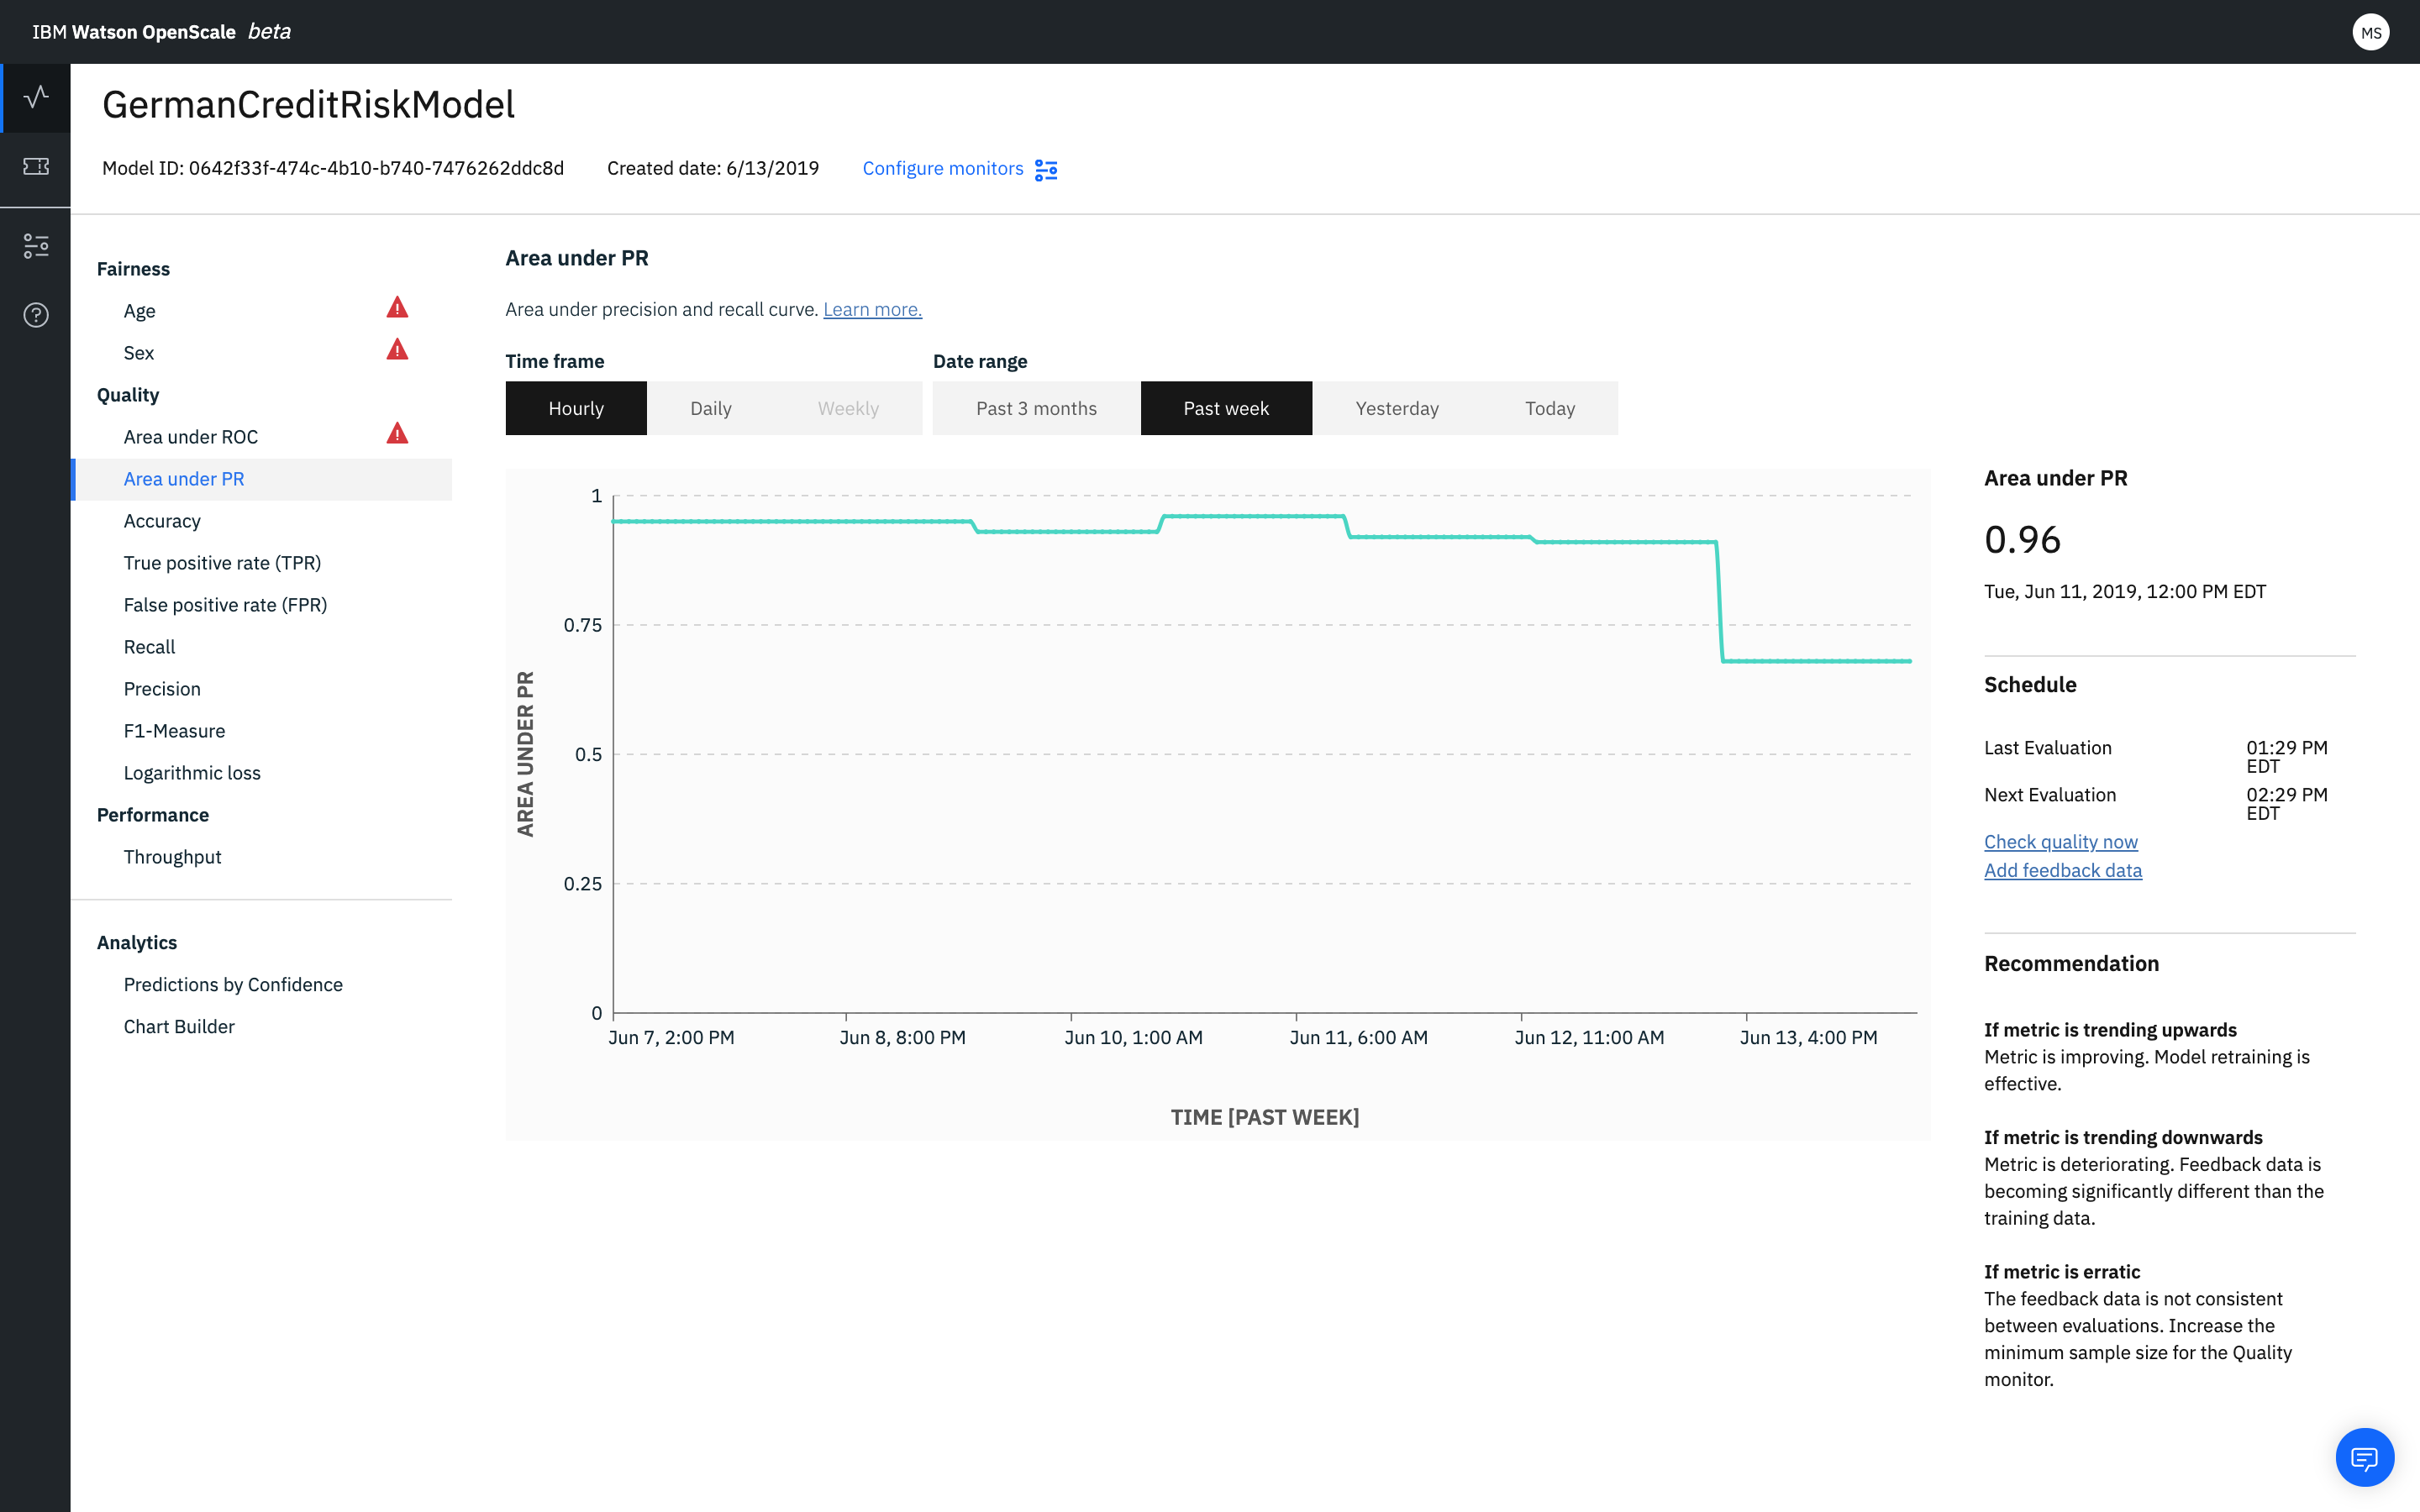 IBM Watson OpenScale beta
MS
GermanCreditRiskModel
Model ID: 0642f33f-474c-4b10-b740-7476262ddc8d Created date: 6/13/2019 Configure monitors
Fairness
Age
Sex
Quality
Area under ROC
Area under PR
Accuracy
True positive rate (TPR)
False positive rate (FPR)
Recall
Precision
F1-Measure
Logarithmic loss
Performance
Throughput
Analytics
Predictions by Confidence
Chart Builder
Area under PR
Area under precision and recall curve. Learn more.
Time frame
Hourly Daily Weekly
Date range
Past 3 months Past week Yesterday Today
AREA UNDER PR
1
0.75
0.5
0.25
0
Jun 7, 2:00 PM Jun 8, 8:00 PM Jun 10, 1:00 AM Jun 11, 6:00 AM Jun 12, 11:00 AM Jun 13, 4:00 PM
TIME [PAST WEEK]
Area under PR
0.96
Tue, Jun 11, 2019, 12:00 PM EDT
Schedule
Last Evaluation 01:29 PM
EDT
Next Evaluation 02:29 PM
EDT
Check quality now
Add feedback data
Recommendation
If metric is trending upwards
Metric is improving. Model retraining is
effective.
If metric is trending downwards
Metric is deteriorating. Feedback data is
becoming significantly different than the
training data.
If metric is erratic
The feedback data is not consistent
between evaluations. Increase the
minimum sample size for the Quality
monitor.